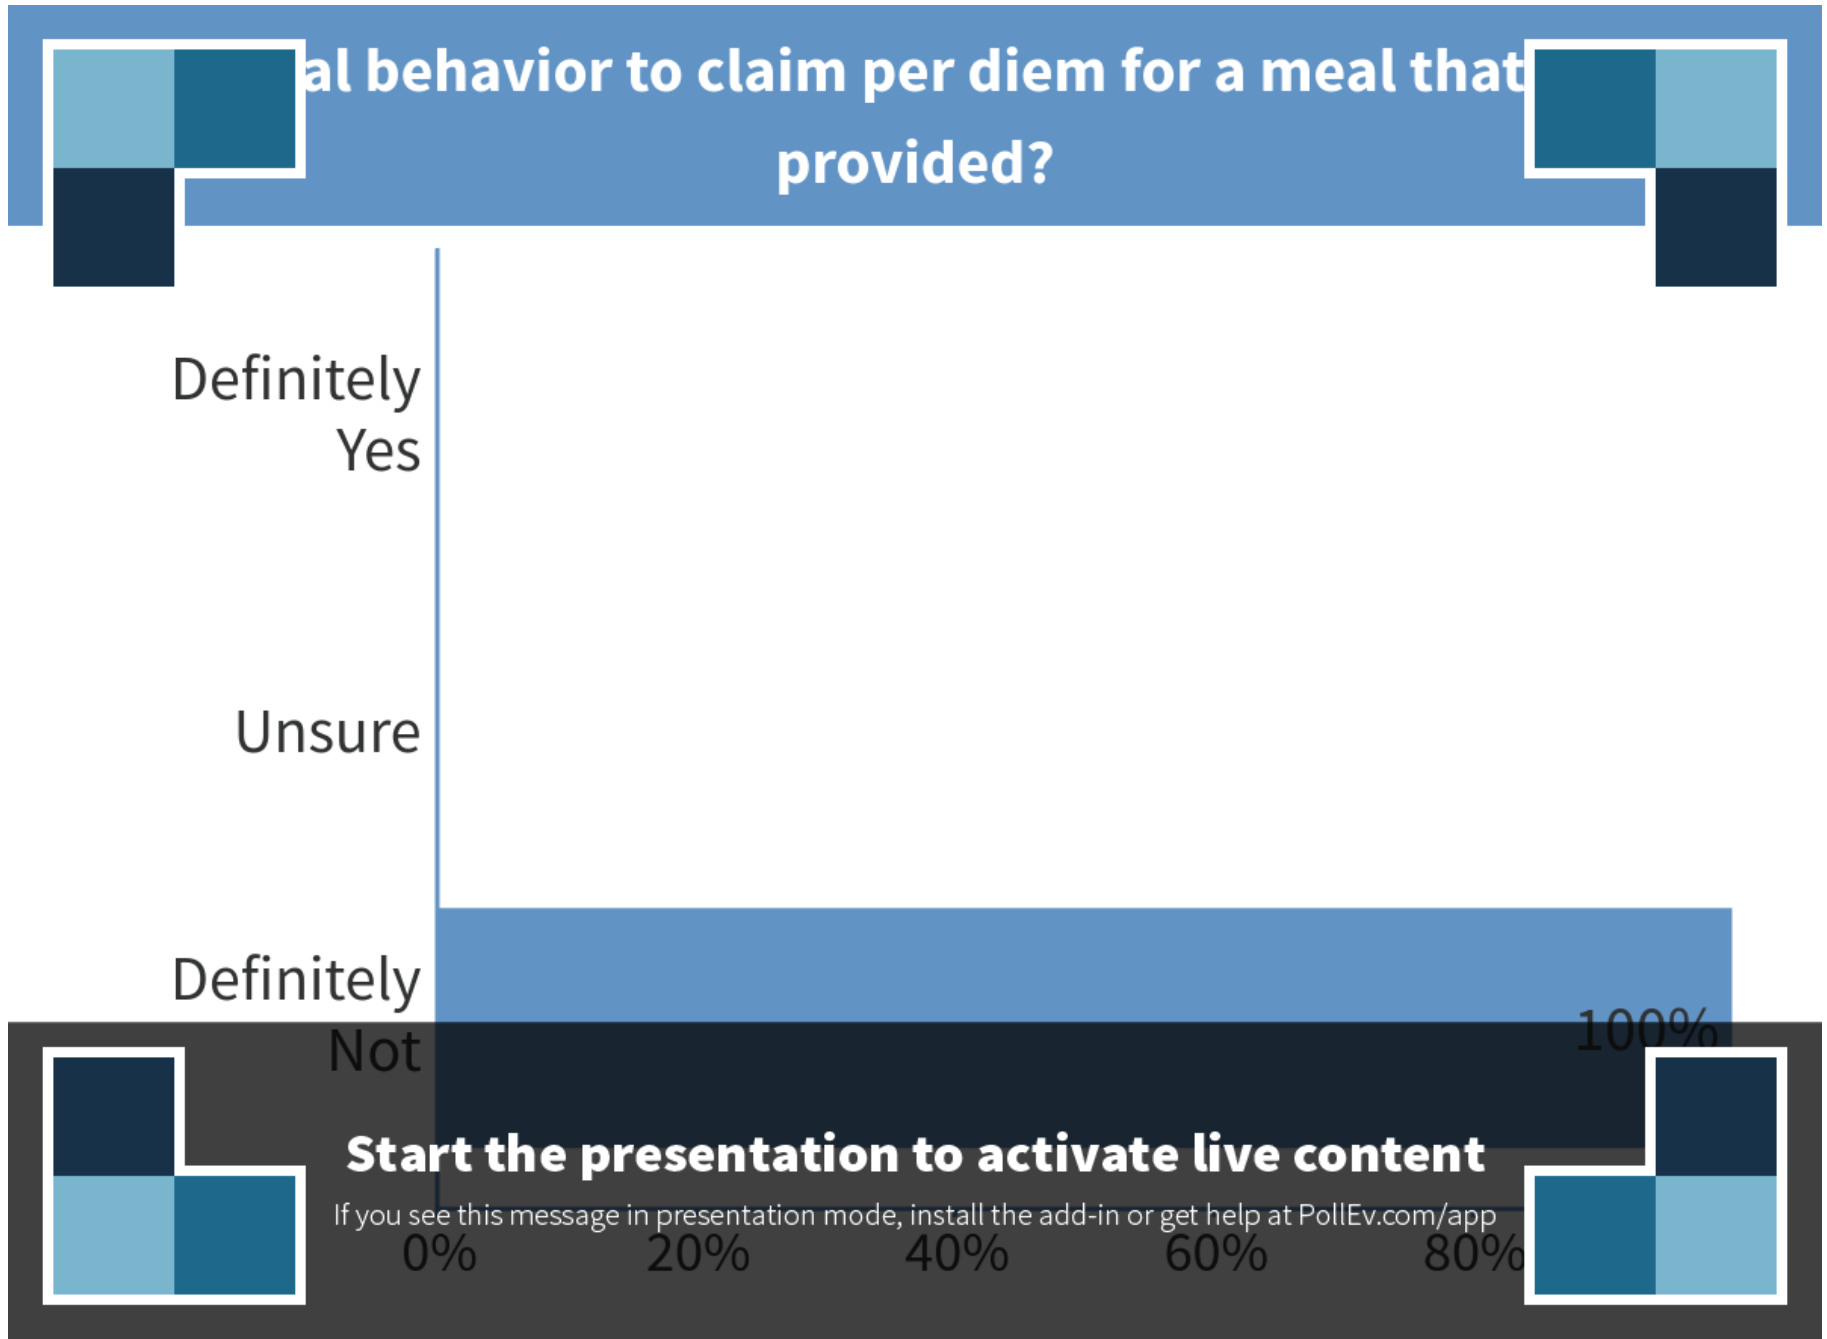 al behavior to claim per diem for a meal that
provided?
Definitely
Yes
Unsure
Definitely
Not
100%
Start the presentation to activate live content
If you see this message in presentation mode, install the add-in or get help at PollEv.com/app
0% 20% 40% 60% 80%